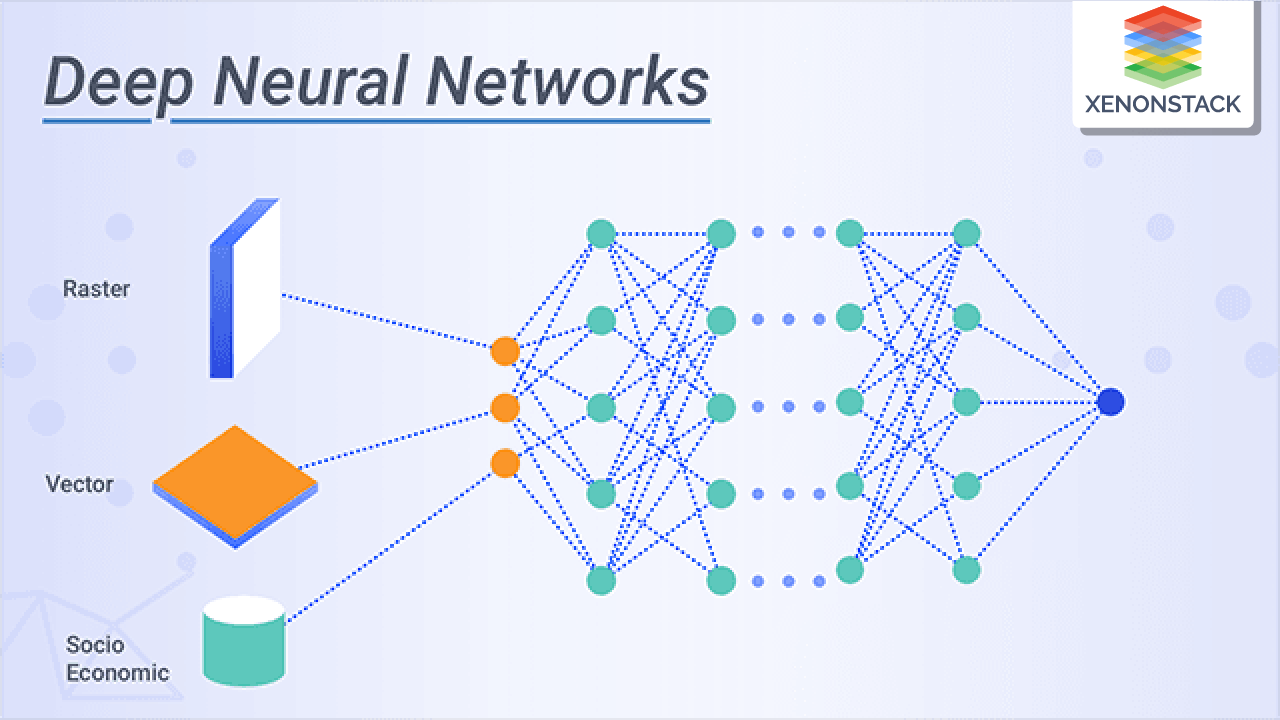 Deep Neural Networks
XENONSTACK
Raster
Vector
Socio
Economic